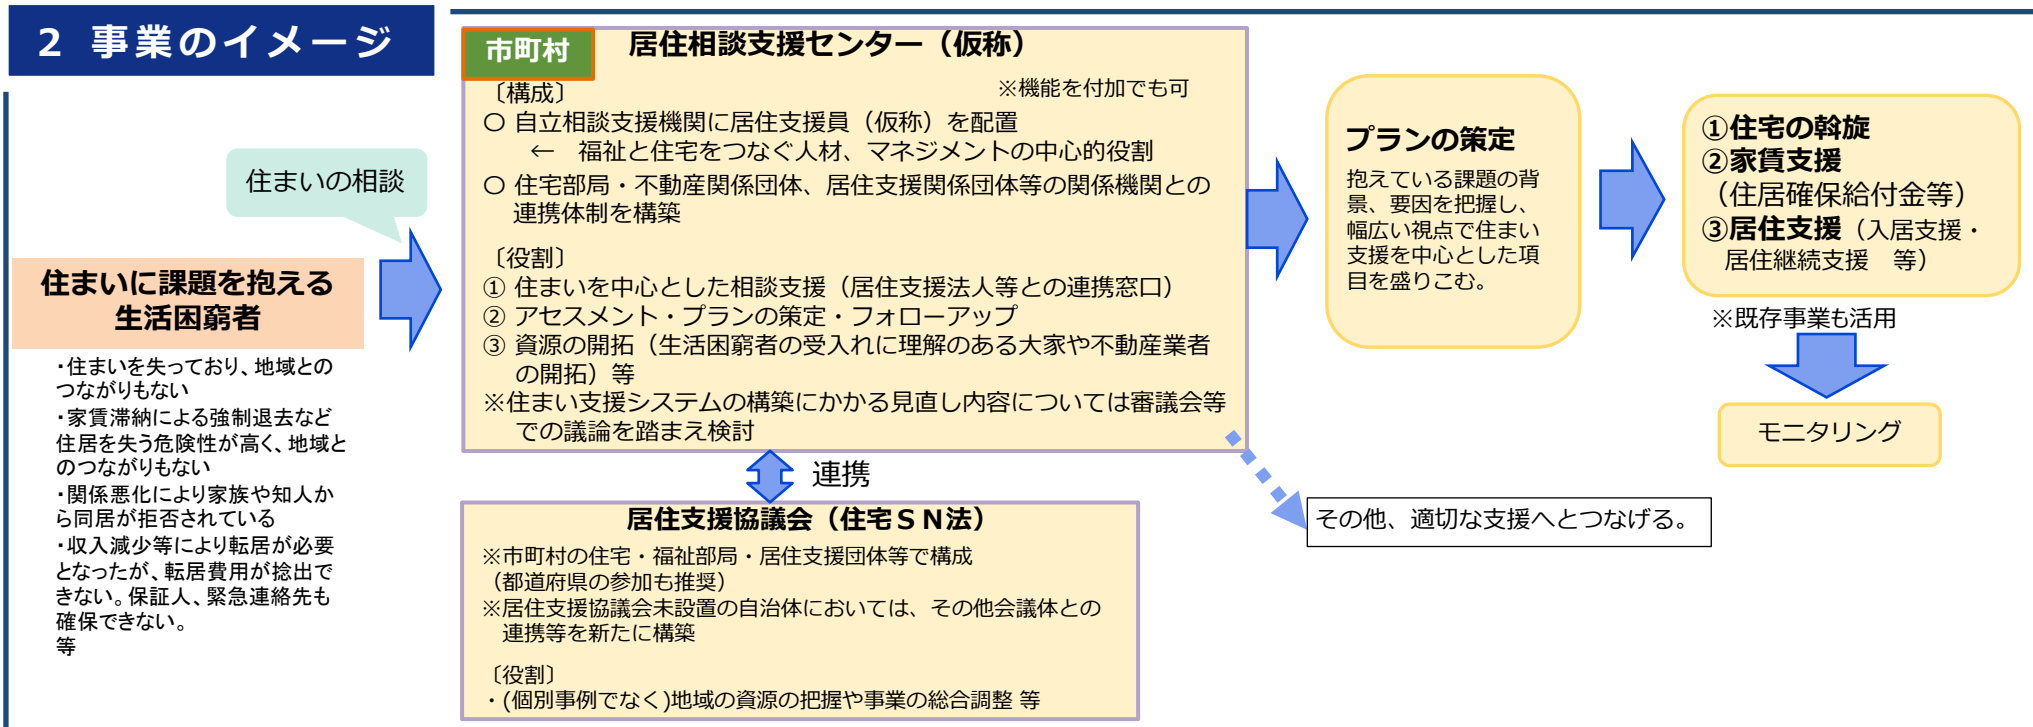 2 事業のイメージ
住まいの相談
住まいに課題を抱える
生活困窮者
・住まいを失っており、地域との
つながりもない
・家賃滞納による強制退去など
住居を失う危険性が高く、地域と
のつながりもない
・関係悪化により家族や知人か
ら同居が拒否されている
・収入減少等により転居が必要
となったが、転居費用が捻出で
きない。保証人、緊急連絡先も
確保できない。
等
市町村
居住相談支援センター（仮称）
〔構成〕
※機能を付加でも可
〇 自立相談支援機関に居住支援員（仮称）を配置
← 福祉と住宅をつなぐ人材、マネジメントの中心的役割
〇 住宅部局・不動産関係団体、居住支援関係団体等の関係機関との
連携体制を構築
〔役割〕
① 住まいを中心とした相談支援（居住支援法人等との連携窓口）
② アセスメント・プランの策定・フォローアップ
③ 資源の開拓（生活困窮者の受入れに理解のある大家や不動産業者
の開拓）等
※住まい支援システムの構築にかかる見直し内容については審議会等
での議論を踏まえ検討
連携
居住支援協議会（住宅ＳＮ法）
※市町村の住宅・福祉部局・居住支援団体等で構成
（都道府県の参加も推奨）
※居住支援協議会未設置の自治体においては、その他会議体との
連携等を新たに構築
〔役割〕
・(個別事例でなく)地域の資源の把握や事業の総合調整 等
プランの策定
抱えている課題の背
景、要因を把握し、
幅広い視点で住まい
支援を中心とした項
目を盛りこむ。
①住宅の斡旋
②家賃支援
（住居確保給付金等）
③居住支援（入居支援・
居住継続支援 等）
※既存事業も活用
モニタリング
その他、適切な支援へとつなげる。